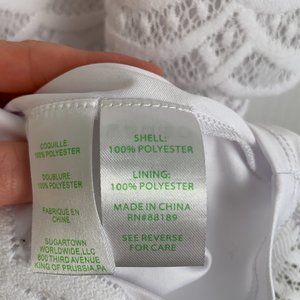 COQUILLE:
100% POLYESTER
DOUBLURE:
100% POLYESTER
FABRIQUÉ EN
CHINE
SUGARTOWN
WORLDWIDE,LLC
800 THIRD AVENUE
KING OF PRUSSIA,PA
SHELL:
100% POLYESTER
LINING:
100% POLYESTER
MADE IN CHINA
RN#88189
SEE REVERSE
FOR CARE